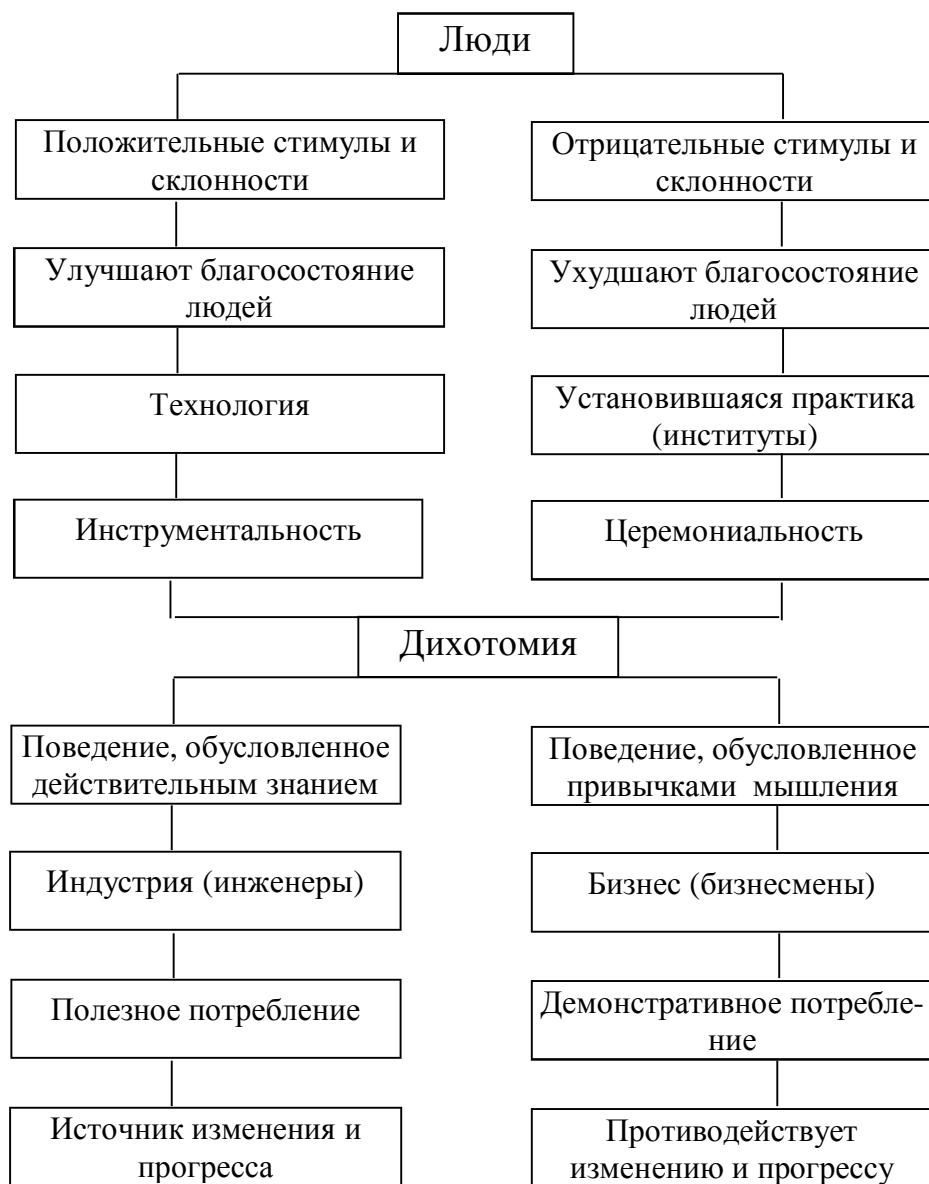 Люди
Положительные стимулы и
склонности
Отрицательные стимулы и
склонности
Улучшают благосостояние
людей
Ухудшают благосостояние
людей
Технология
Установившаяся практика
(институты)
Инструментальность
Церемониальность
Дихотомия
Поведение, обусловленное
действительным знанием
Поведение, обусловленное
привычками мышления
Индустрия (инженеры)
Бизнес (бизнесмены)
Полезное потребление
Демонстративное потребле-
ние
Источник изменения и
прогресса
Противодействует
изменению и прогрессу